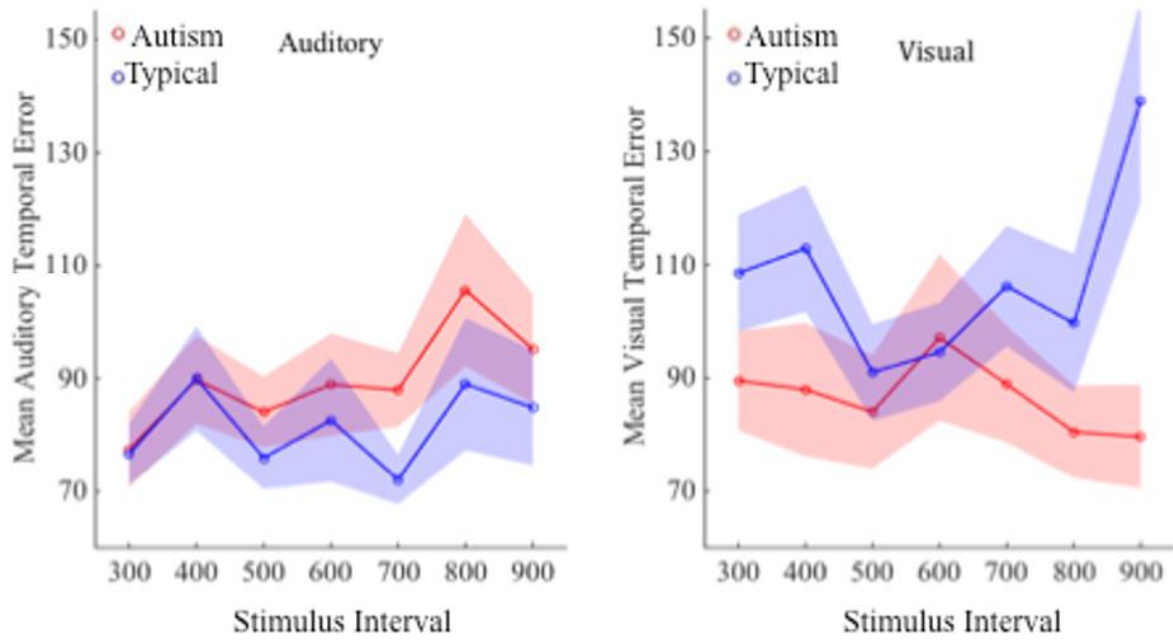 Auditory
Autism
Typical
Mean Auditory Temporal Error
150
130
110
90
70
300 400 500 600 700 800 900
Stimulus Interval
Visual
Autism
Typical
Mean Visual Temporal Error
150
130
110
90
70
300 400 500 600 700 800 900
Stimulus Interval